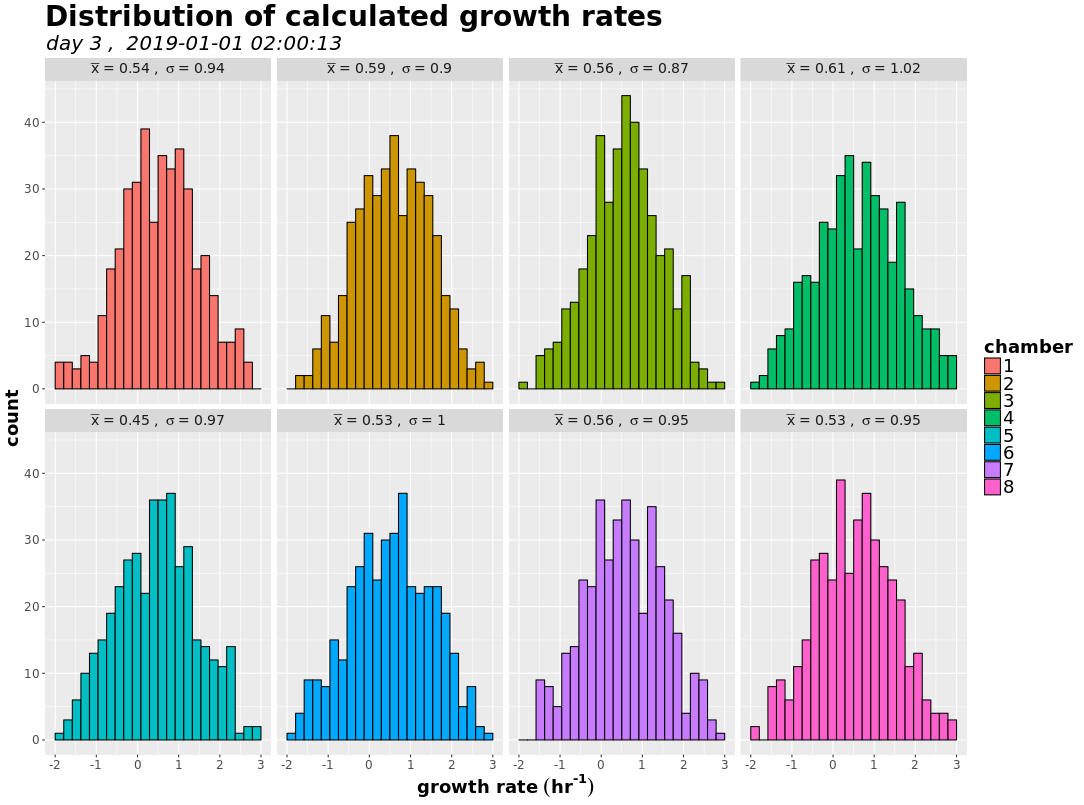 Distribution of calculated growth rates
day 3 ,  2019-01-01 02:00:13
x̅ = 0.54 ,  σ = 0.94
x̅ = 0.59 ,  σ = 0.9
x̅ = 0.56 ,  σ = 0.87
x̅ = 0.61 ,  σ = 1.02
40
30
20
10
0
count
x̅ = 0.45 ,  σ = 0.97
x̅ = 0.53 ,  σ = 1
x̅ = 0.56 ,  σ = 0.95
x̅ = 0.53 ,  σ = 0.95
40
30
20
10
0
-2 -1 0 1 2 3
-2 -1 0 1 2 3
-2 -1 0 1 2 3
-2 -1 0 1 2 3
growth rate (hr⁻¹)
chamber
1
2
3
4
5
6
7
8